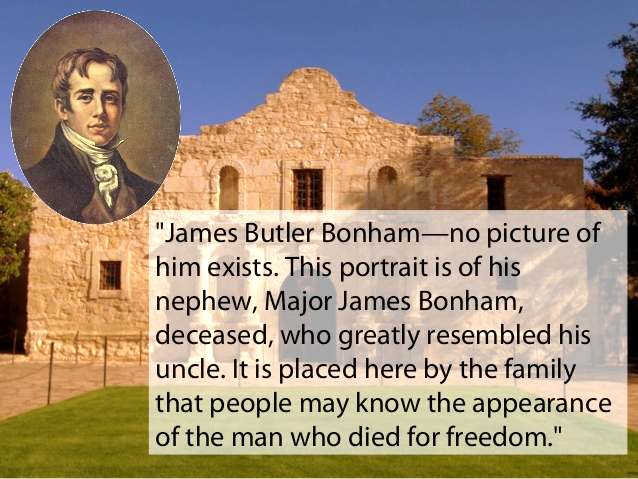 "James Butler Bonham—no picture of
him exists. This portrait is of his
nephew, Major James Bonham,
deceased, who greatly resembled his
uncle. It is placed here by the family
that people may know the appearance
of the man who died for freedom."